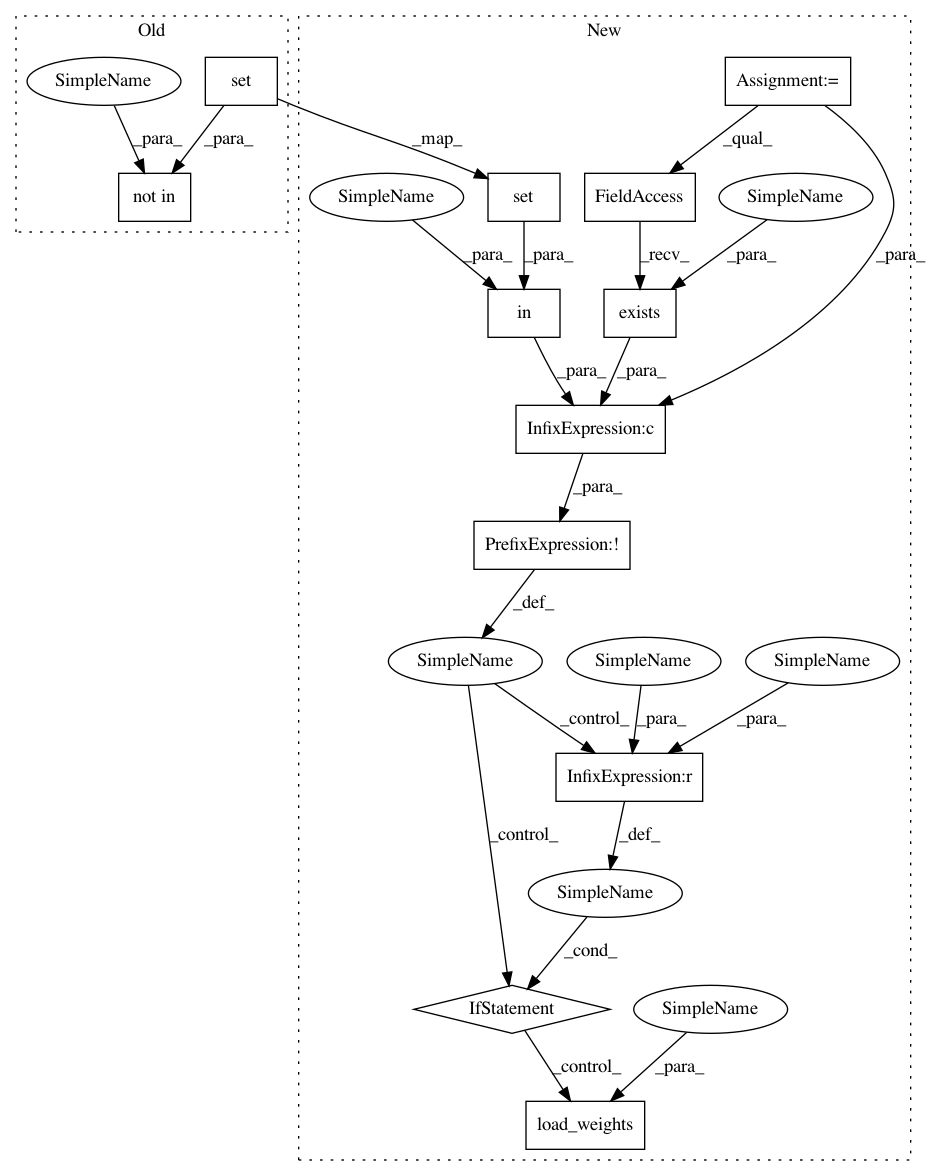 Old
New
SimpleName
set
Assignment:=
_para_
_para_
_map_
_qual_
not in
SimpleName
set
FieldAccess
SimpleName
_para_
_para_
_recv_
_para_
_para_
in
exists
_para_
_para_
InfixExpression:c
_para_
PrefixExpression:!
_def_
SimpleName
SimpleName
SimpleName
_control_
_para_
_para_
InfixExpression:r
_control_
_def_
SimpleName
_cond_
IfStatement
SimpleName
_control_
_para_
load_weights